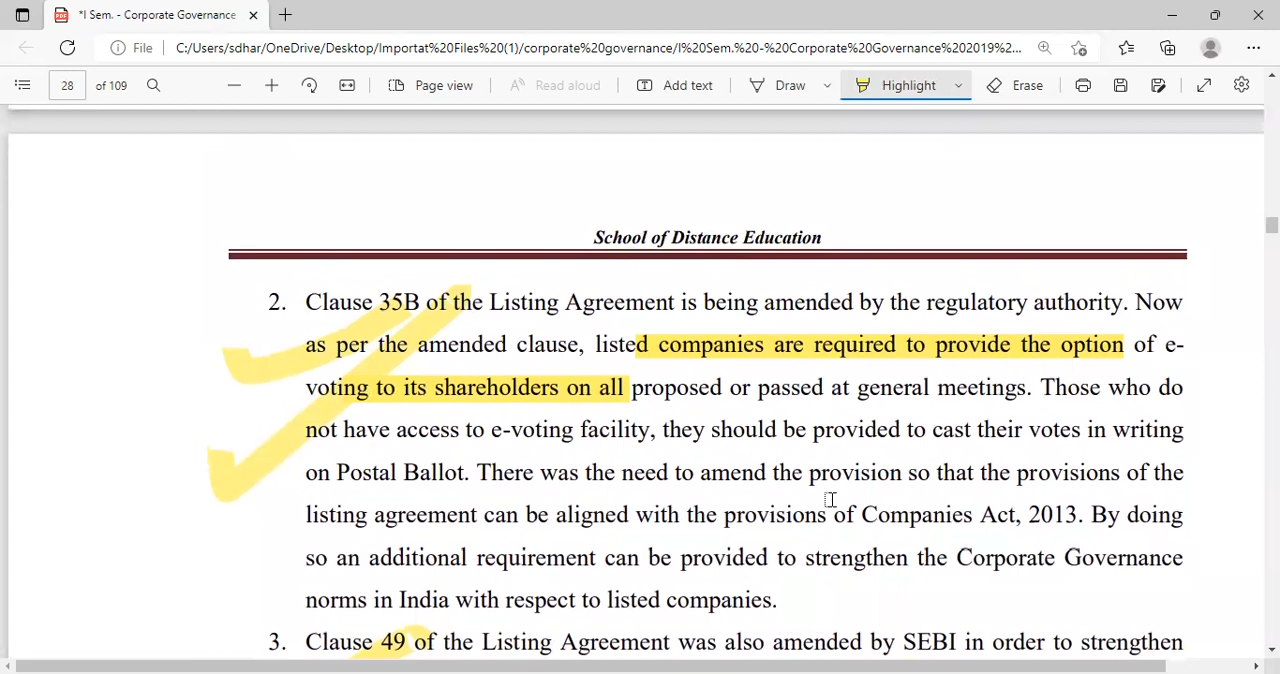 *I Sem. - Corporate Governance
File
C:/Users/sdhar/OneDrive/Desktop/Importat%20Files%20(1)/corporate%20governance/I%20Sem.%20-%20Corporate%20Governance%202019%2...
28 of 109
Page view
Read aloud
Add text
Draw
Highlight
Erase
School of Distance Education
2. Clause 35B of the Listing Agreement is being amended by the regulatory authority. Now
as per the amended clause, listed companies are required to provide the option of e-
voting to its shareholders on all proposed or passed at general meetings. Those who do
not have access to e-voting facility, they should be provided to cast their votes in writing
on Postal Ballot. There was the need to amend the provision so that the provisions of the
listing agreement can be aligned with the provisions of Companies Act, 2013. By doing
so an additional requirement can be provided to strengthen the Corporate Governance
norms in India with respect to listed companies.
3. Clause 49 of the Listing Agreement was also amended by SEBI in order to strengthen